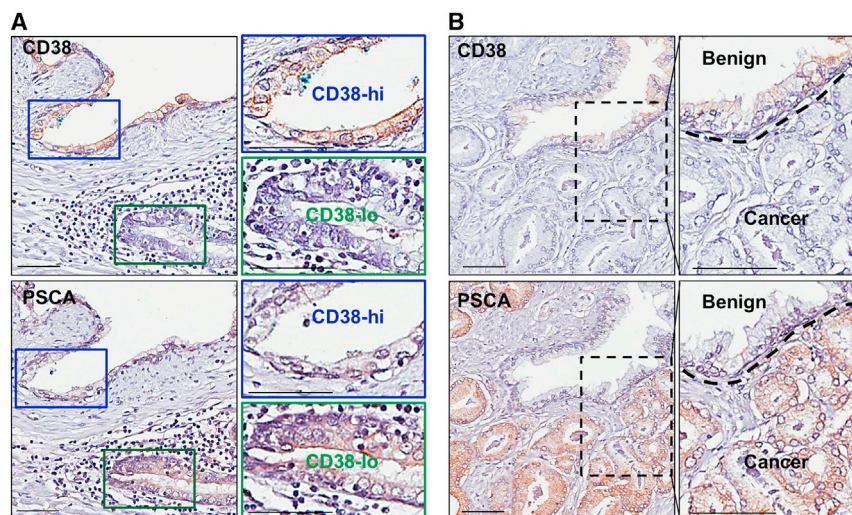 A
CD38
CD38-hi
CD38-lo
PSCA
CD38-hi
CD38-lo
B
CD38
Benign
Cancer
PSCA
Benign
Cancer